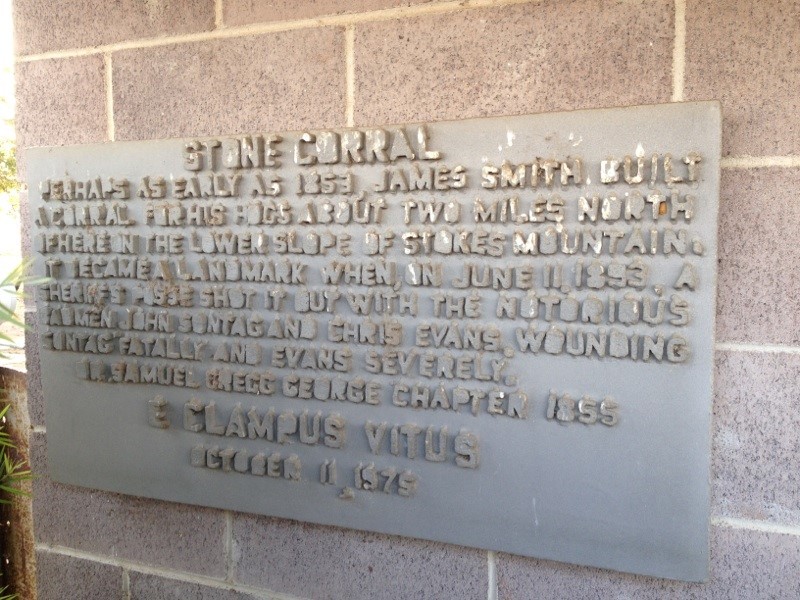 STONE CORRAL
PERHAPS AS EARLY AS 1853, JAMES SMITH BUILT
A CORRAL FOR HIS HOGS ABOUT TWO MILES NORTH
OF HERE ON THE LOWER SLOPE OF STOKES MOUNTAIN.
IT BECAME A LANDMARK WHEN, ON JUNE 11, 1893, A
SHERIFF'S POSSE SHOT IT OUT WITH THE NOTORIOUS
BADMEN JOHN SONTAG AND CHRIS EVANS, WOUNDING
SONTAG FATALLY AND EVANS SEVERELY.
DR. SAMUEL GREGG GEORGE CHAPTER 1855
E CLAMPUS VITUS
OCTOBER 11, 1975